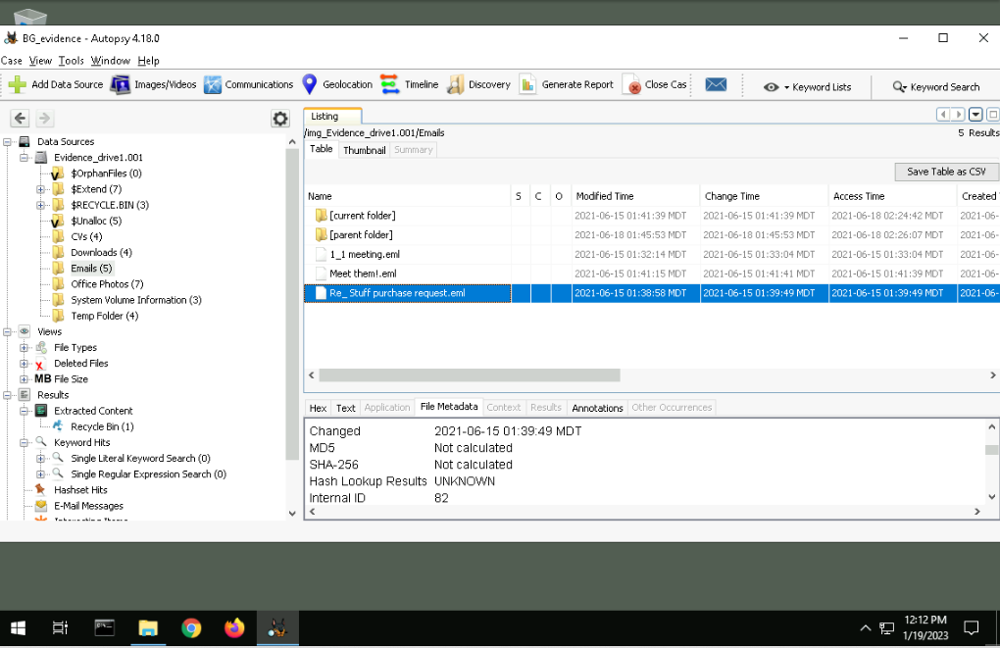 BG_evidence - Autopsy 4.18.0
Case View Tools Window Help
Add Data Source Images/Videos Communications Geolocation Timeline Discovery Generate Report Close Cas Keyword Lists Keyword Search
Listing
/img_Evidence_drive1.001/Emails
5 Results
Table Thumbnail Summary
Save Table as CSV
Name S C O Modified Time Change Time Access Time Created
[current folder] 2021-06-15 01:41:39 MDT 2021-06-15 01:41:39 MDT 2021-06-18 02:24:42 MDT 2021-06-
[parent folder] 2021-06-18 01:45:53 MDT 2021-06-18 01:45:53 MDT 2021-06-18 02:26:07 MDT 2021-06-
1_1 meeting.eml 2021-06-15 01:32:14 MDT 2021-06-15 01:33:04 MDT 2021-06-15 01:33:04 MDT 2021-06-
Meet them!.eml 2021-06-15 01:41:15 MDT 2021-06-15 01:41:41 MDT 2021-06-15 01:41:39 MDT 2021-06-
Re_ Stuff purchase request.eml 2021-06-15 01:38:58 MDT 2021-06-15 01:39:49 MDT 2021-06-15 01:39:49 MDT 2021-06-
Data Sources
Evidence_drive1.001
$OrphanFiles (0)
$Extend (7)
$RECYCLE.BIN (3)
$Unalloc (5)
CVs (4)
Downloads (4)
Emails (5)
Office Photos (7)
System Volume Information (3)
Temp Folder (4)
Views
File Types
Deleted Files
MB File Size
Results
Extracted Content
Recycle Bin (1)
Keyword Hits
Single Literal Keyword Search (0)
Single Regular Expression Search (0)
Hashset Hits
E-Mail Messages
Interesting Items
Hex Text Application File Metadata Context Results Annotations Other Occurrences
Changed 2021-06-15 01:39:49 MDT
MD5 Not calculated
SHA-256 Not calculated
Hash Lookup Results UNKNOWN
Internal ID 82
12:12 PM
1/19/2023